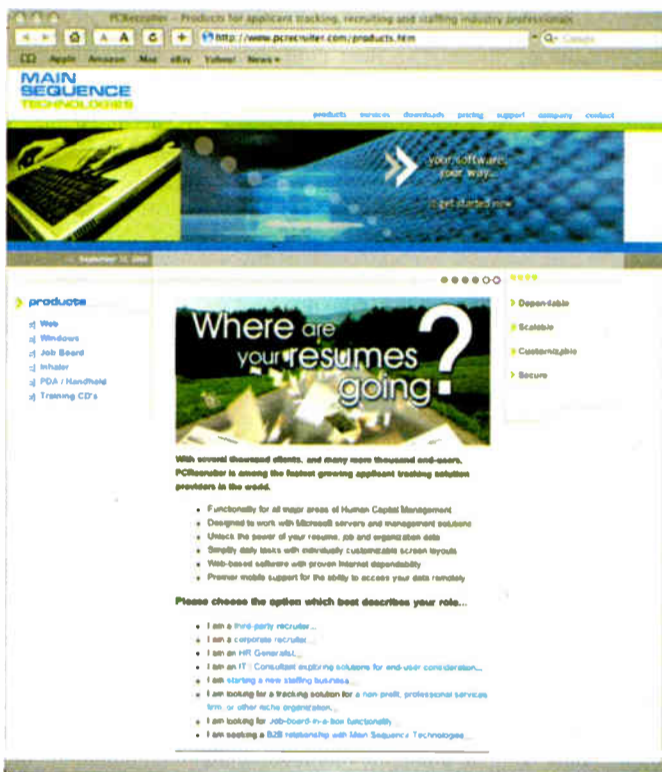 PCRecruiter – Products for applicant tracking, recruiting and staffing industry professionals
A A C +
http://www.pcrecruiter.com/products.htm
Google
Apple Amazon Mac eBay Yahoo! News
MAIN
SEQUENCE
TECHNOLOGIES
products services downloads pricing support company contact
your software,
your way...
get started now
September
products
Web
Windows
Job Board
Inhaler
PDA / Handheld
Training CD's
Where are
your resumes
going?
Dependable
Scalable
Customizable
Secure
With several thousand clients, and many more thousand end-users,
PCRecruiter is among the fastest growing applicant tracking solution
providers in the world.
Functionality for all major areas of Human Capital Management
Designed to work with Microsoft servers and management solutions
Unlock the power of your resume, job and organization data
Simplify daily tasks with individually customizable screen layouts
Web-based software with proven Internet dependability
Premier mobile support for the ability to access your data remotely
Please choose the option which best describes your role...
I am a third-party recruiter...
I am a corporate recruiter...
I am an HR Generalist...
I am an IT / Consultant exploring solutions for end-user consideration...
I am starting a new staffing business...
I am looking for a tracking solution for a non-profit, professional services
firm, or other niche organization...
I am looking for Job-board-in-a-box functionality...
I am seeking a B2B relationship with Main Sequence Technologies...